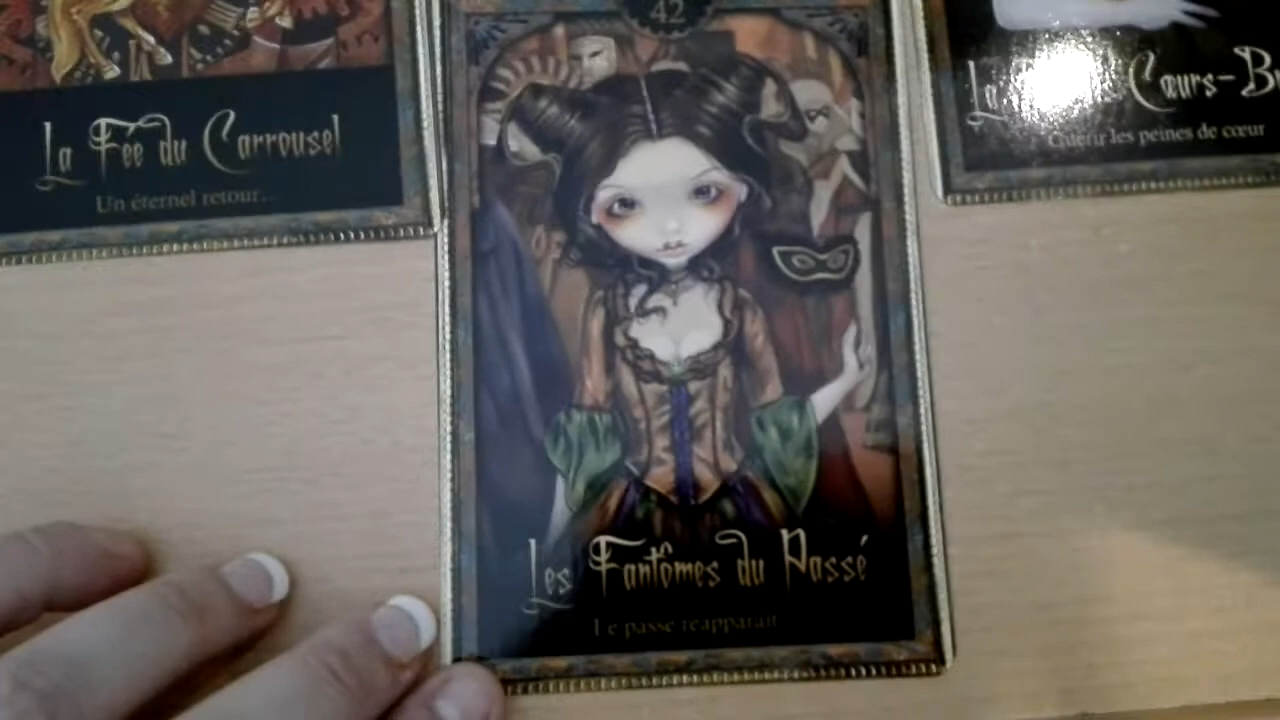 La Fée du Carrousel
Un éternel retour...
42
Les Fantômes du Passé
Le passé réapparaît
La Cœurs-B
Guérir les peines de cœur